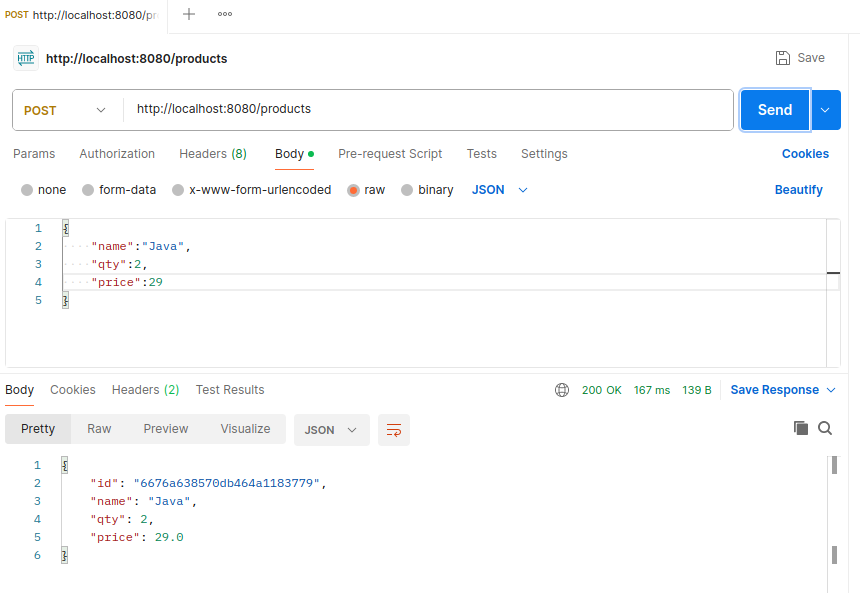 POST http://localhost:8080/pr
HTTP http://localhost:8080/products Save
POST http://localhost:8080/products Send
Params Authorization Headers (8) Body Pre-request Script Tests Settings Cookies
none form-data x-www-form-urlencoded raw binary JSON Beautify
1 {
2 "name":"Java",
3 "qty":2,
4 "price":29
5 }
Body Cookies Headers (2) Test Results 200 OK 167 ms 139 B Save Response
Pretty Raw Preview Visualize JSON
1 {
2 "id": "6676a638570db464a1183779",
3 "name": "Java",
4 "qty": 2,
5 "price": 29.0
6 }